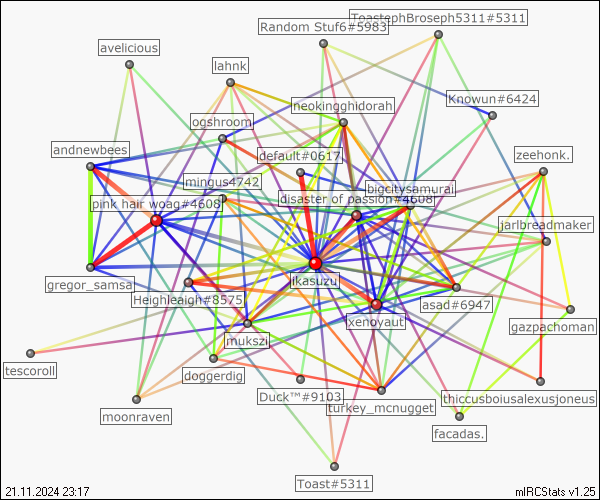 Random Stuf6#5983
ToastephBroseph5311#5311
avelicious
lahnk
Knowun#6424
neokingghidorah
ogshroom
andnewbees
default#0617
zeehonk.
mingus4742
bigcitysamurai
pink hair woag#4608
disaster of passion#4608
jarlbreadmaker
gregor_samsa
jkasuzu
Heighleaigh#8575
asad#6947
xenoyaut
gazpachoman
mukszi
tescoroll
doggerdig
Duck™#9103
thiccusboiusalexusjoneus
turkey_mcnugget
moonraven
facadas.
Toast#5311
21.11.2024 23:17
mIRCStats v1.25